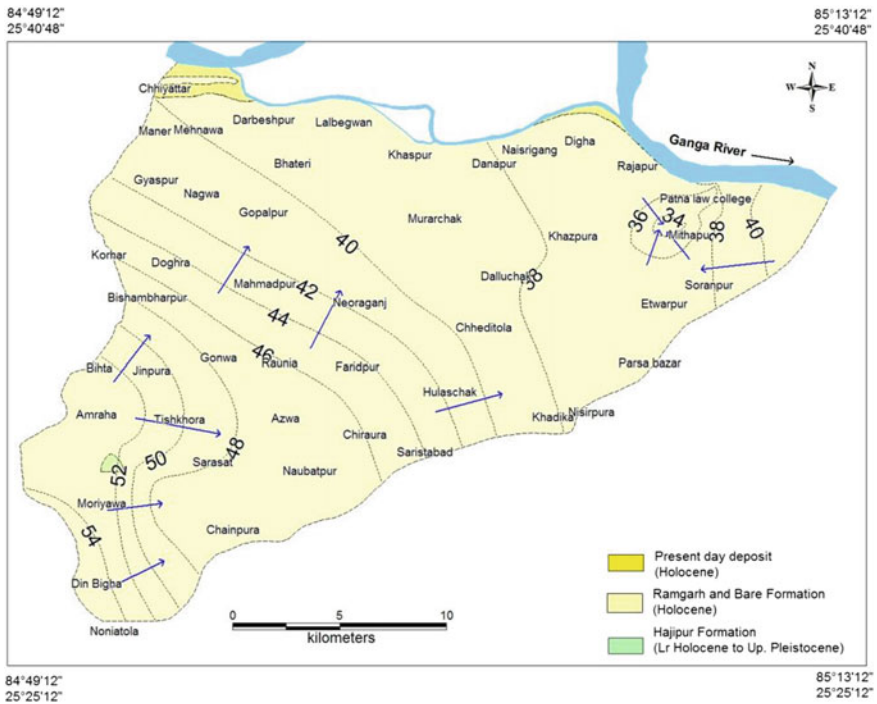 84°49'12"
25°40'48"
85°13'12"
25°40'48"
N
W E
S
Chhiyattar
Maner
Mehnawa
Darbeshpur
Lalbegwan
Bhateri
Khaspur
Danapur
Naisrigang
Digha
Rajapur
Ganga River
Gyaspur
Nagwa
Gopalpur
Murarchak
Khazpura
Patna law college
36
34
Mithapur
38
40
40
Korhar
Doghra
Mahmadpur
42
Neoraganj
Dalluchak
38
Soranpur
Etwarpur
Bishambharpur
44
Chheditola
46
Gonwa
Raunia
Faridpur
Parsa bazar
Bihta
Jinpura
Hulaschak
Amraha
Tishkhora
Azwa
Chiraura
Khadika
Nisirpura
48
Saristabad
50
Sarasat
52
Naubatpur
Moriyawa
54
Chainpura
Din Bigha
Noniatola
0 5 10
kilometers
Present day deposit
(Holocene)
Ramgarh and Bare Formation
(Holocene)
Hajipur Formation
(Lr Holocene to Up. Pleistocene)
84°49'12"
25°25'12"
85°13'12"
25°25'12"